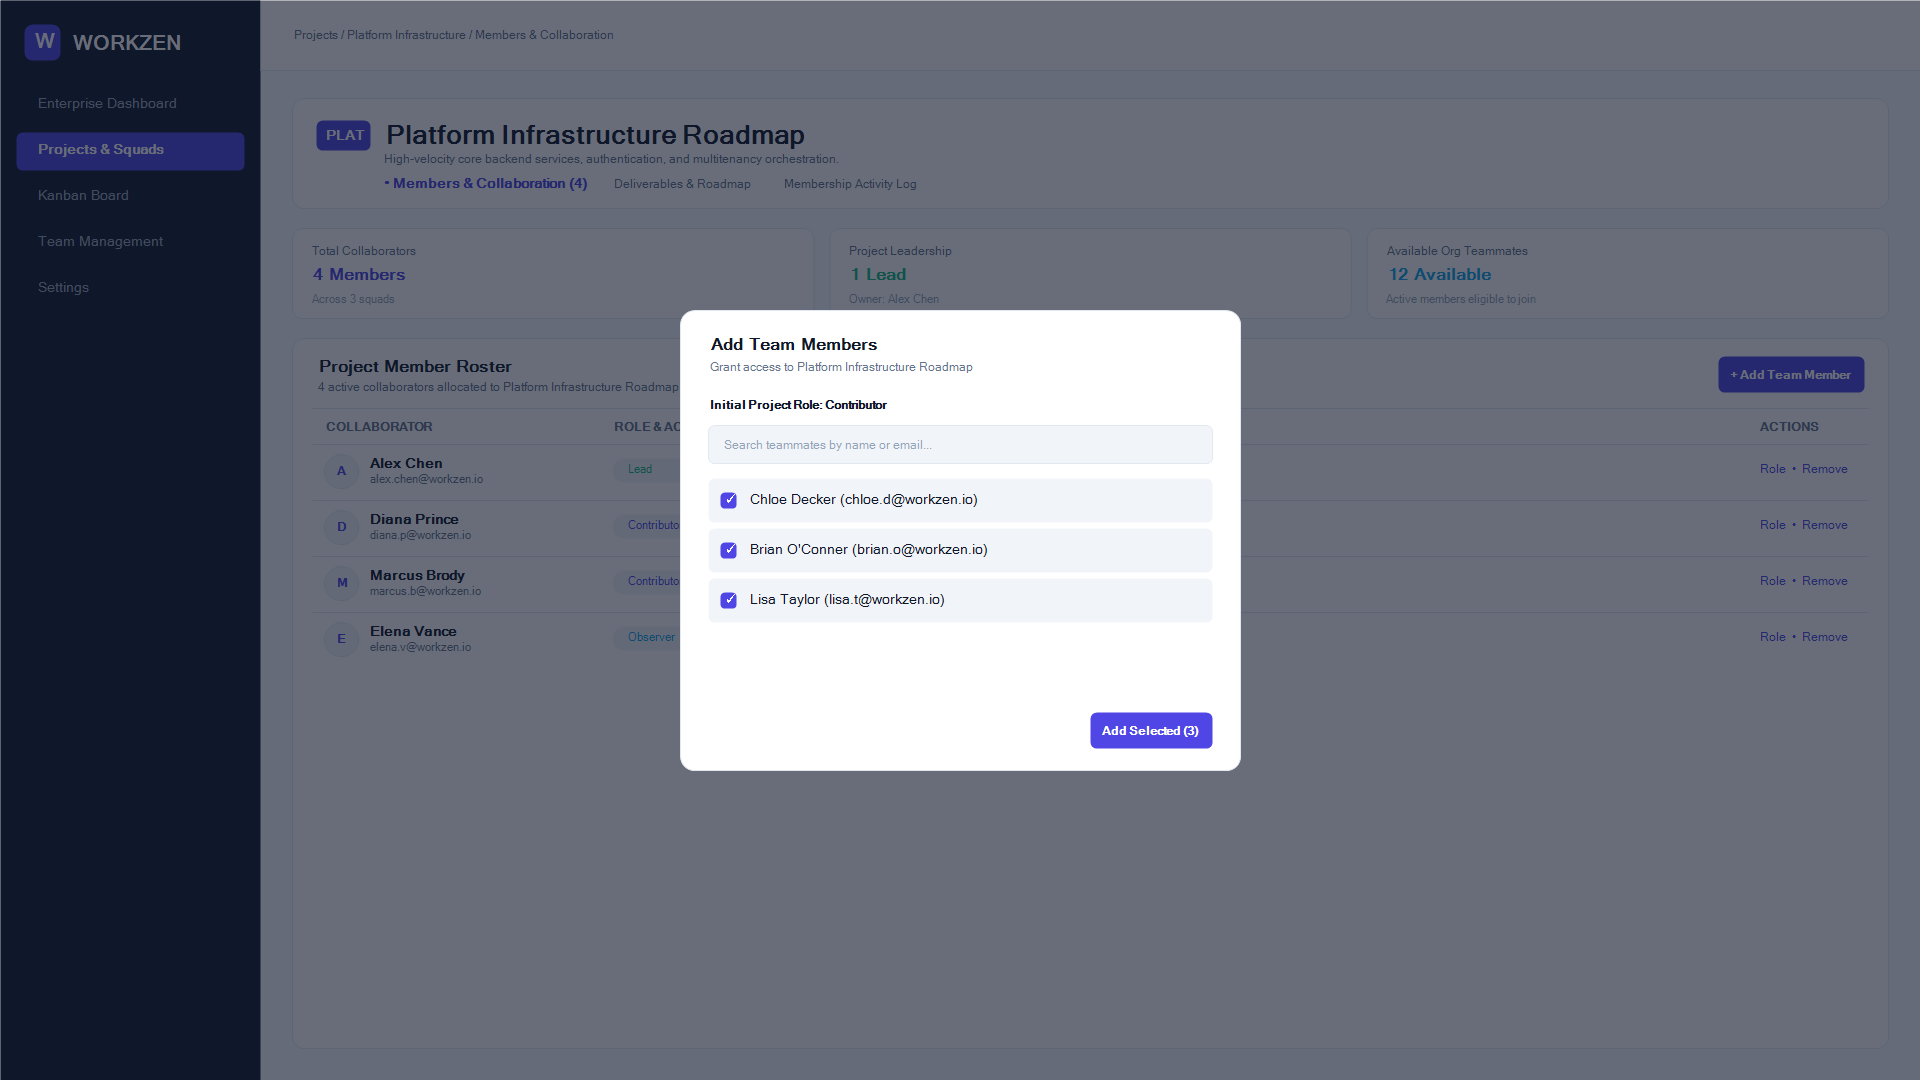 W WORKZEN
Enterprise Dashboard
Projects & Squads
Kanban Board
Team Management
Settings
Projects / Platform Infrastructure / Members & Collaboration
PLAT Platform Infrastructure Roadmap
High-velocity core backend services, authentication, and multitenancy orchestration.
• Members & Collaboration (4) Deliverables & Roadmap Membership Activity Log
Total Collaborators
4 Members
Across 3 squads
Project Leadership
1 Lead
Owner: Alex Chen
Available Org Teammates
12 Available
Active members eligible to join
Project Member Roster
4 active collaborators allocated to Platform Infrastructure Roadmap
+ Add Team Member
COLLABORATOR ROLE & AC ACTIONS
A Alex Chen
alex.chen@workzen.io
Lead
Role • Remove
D Diana Prince
diana.p@workzen.io
Contributo
Role • Remove
M Marcus Brody
marcus.b@workzen.io
Contributo
Role • Remove
E Elena Vance
elena.v@workzen.io
Observer
Role • Remove
Add Team Members
Grant access to Platform Infrastructure Roadmap
Initial Project Role: Contributor
Search teammates by name or email...
Chloe Decker (chloe.d@workzen.io)
Brian O'Conner (brian.o@workzen.io)
Lisa Taylor (lisa.t@workzen.io)
Add Selected (3)